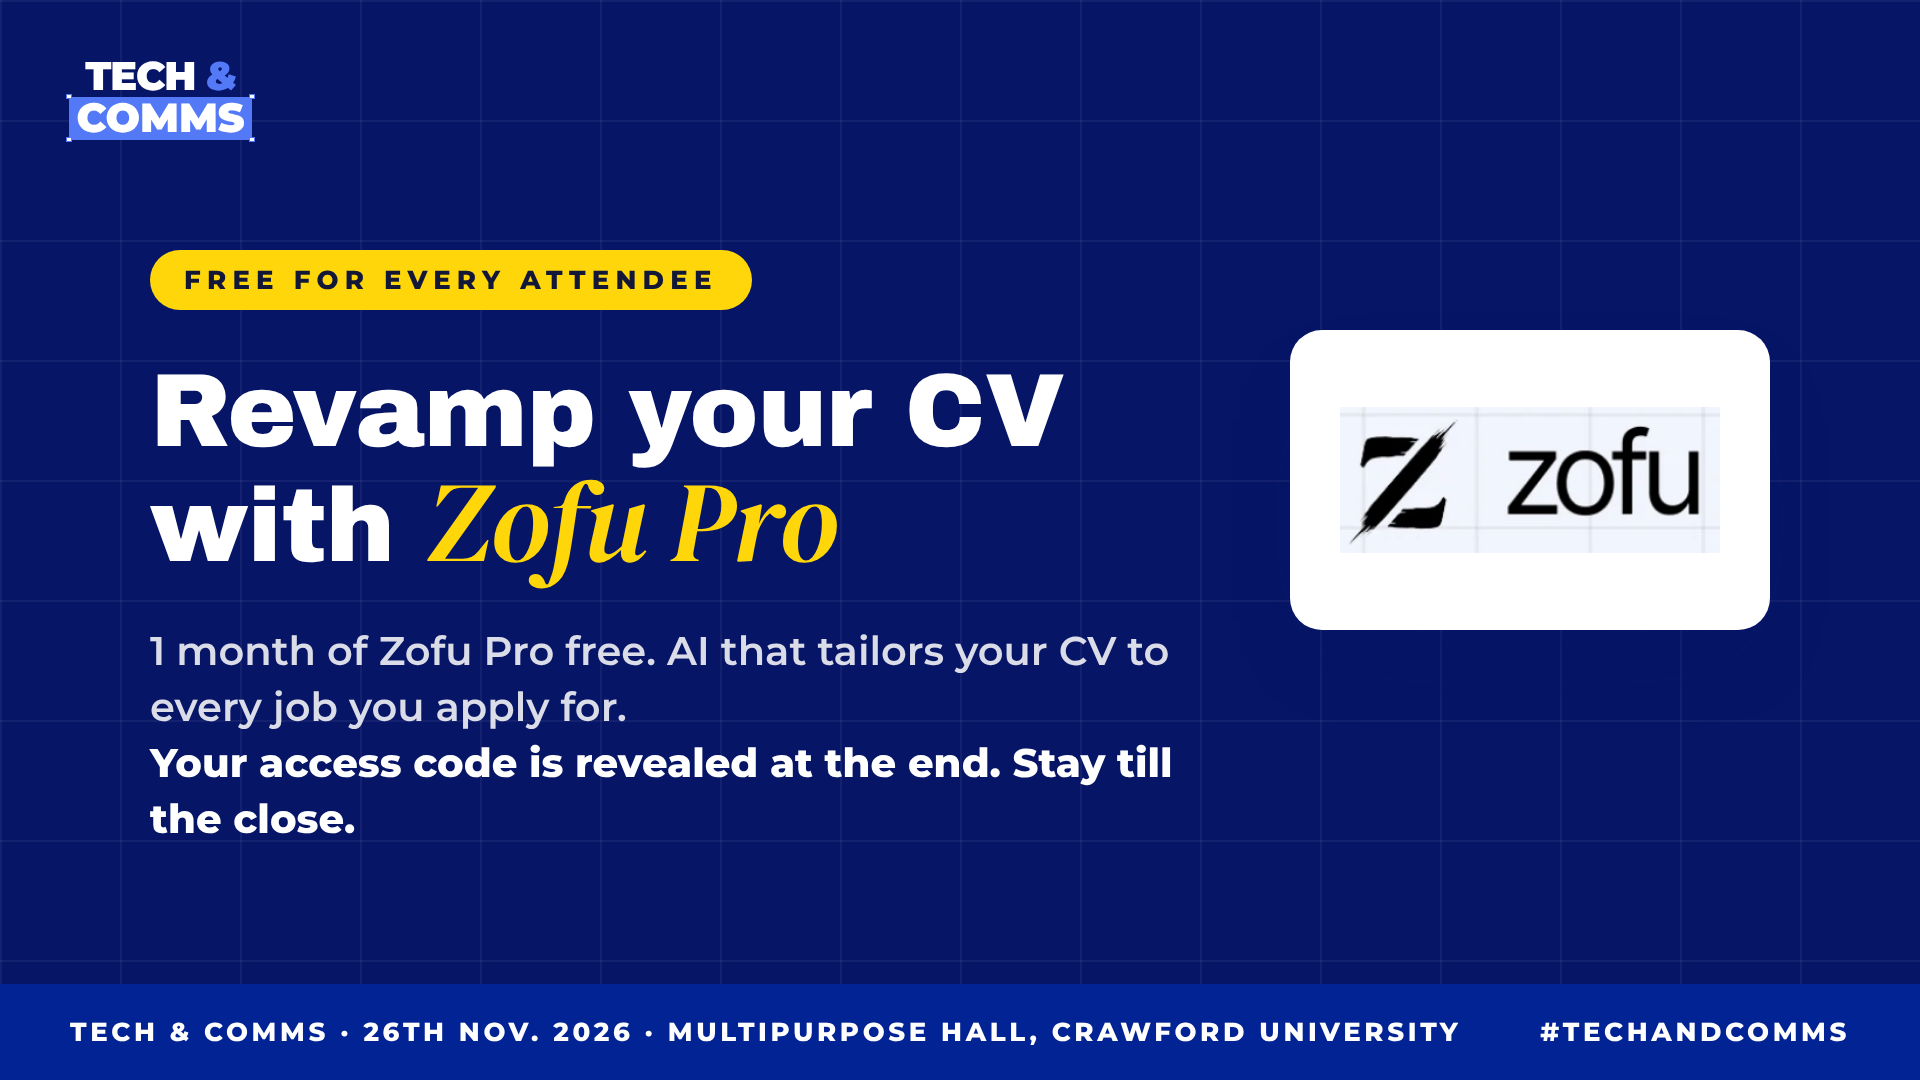 TECH &
COMMS
FREE FOR EVERY ATTENDEE
Revamp your CV
with Zofu Pro
zofu
1 month of Zofu Pro free. AI that tailors your CV to
every job you apply for.
Your access code is revealed at the end. Stay till
the close.
TECH & COMMS · 26TH NOV. 2026 · MULTIPURPOSE HALL, CRAWFORD UNIVERSITY
#TECHANDCOMMS